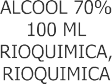 ALCOOL 70%
100 ML
RIOQUIMICA,
RIOQUIMICA